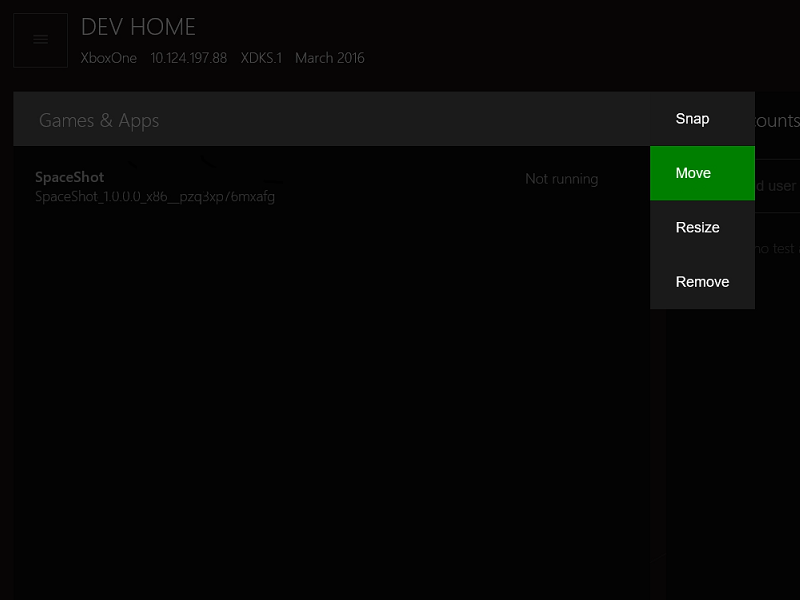 DEV HOME
XboxOne 10.124.197.88 XDKS.1 March 2016
Games & Apps
SpaceShot
SpaceShot_1.0.0.0_x86__pzq3xp76mxafg
Not running
Snap
Move
Resize
Remove
ounts
d user
no test